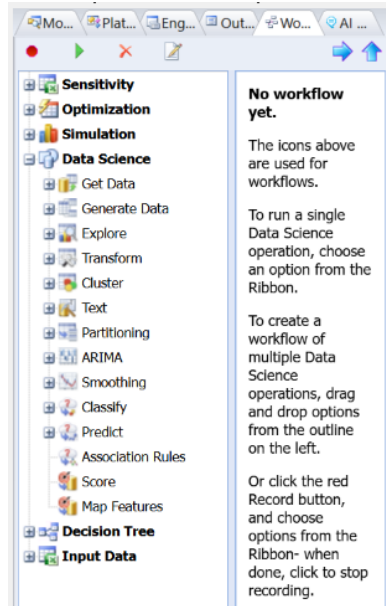 Mo... Plat... Eng... Out... Wo... AI ...
Sensitivity
Optimization
Simulation
Data Science
Get Data
Generate Data
Explore
Transform
Cluster
Text
Partitioning
ARIMA
Smoothing
Classify
Predict
Association Rules
Score
Map Features
Decision Tree
Input Data
No workflow
yet.
The icons above
are used for
workflows.
To run a single
Data Science
operation, choose
an option from the
Ribbon.
To create a
workflow of
multiple Data
Science
operations, drag
and drop options
from the outline
on the left.
Or click the red
Record button,
and choose
options from the
Ribbon- when
done, click to stop
recording.